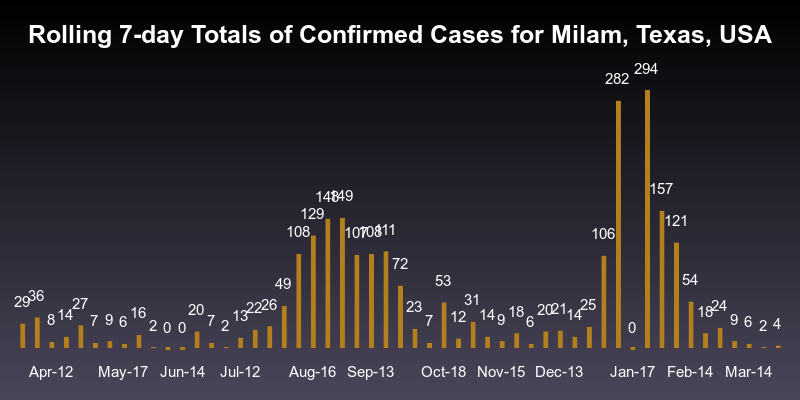 Rolling 7-day Totals of Confirmed Cases for Milam, Texas, USA
29 36 8 14 27 7 9 6 16 2 0 0 20 7 2 13 22 26 49 108 129 148 149 107 108 111 72 23 7 53 12 31 14 9 18 6 20 21 14 25 106 282 0 294 157 121 54 18 24 9 6 2 4
Apr-12 May-17 Jun-14 Jul-12 Aug-16 Sep-13 Oct-18 Nov-15 Dec-13 Jan-17 Feb-14 Mar-14